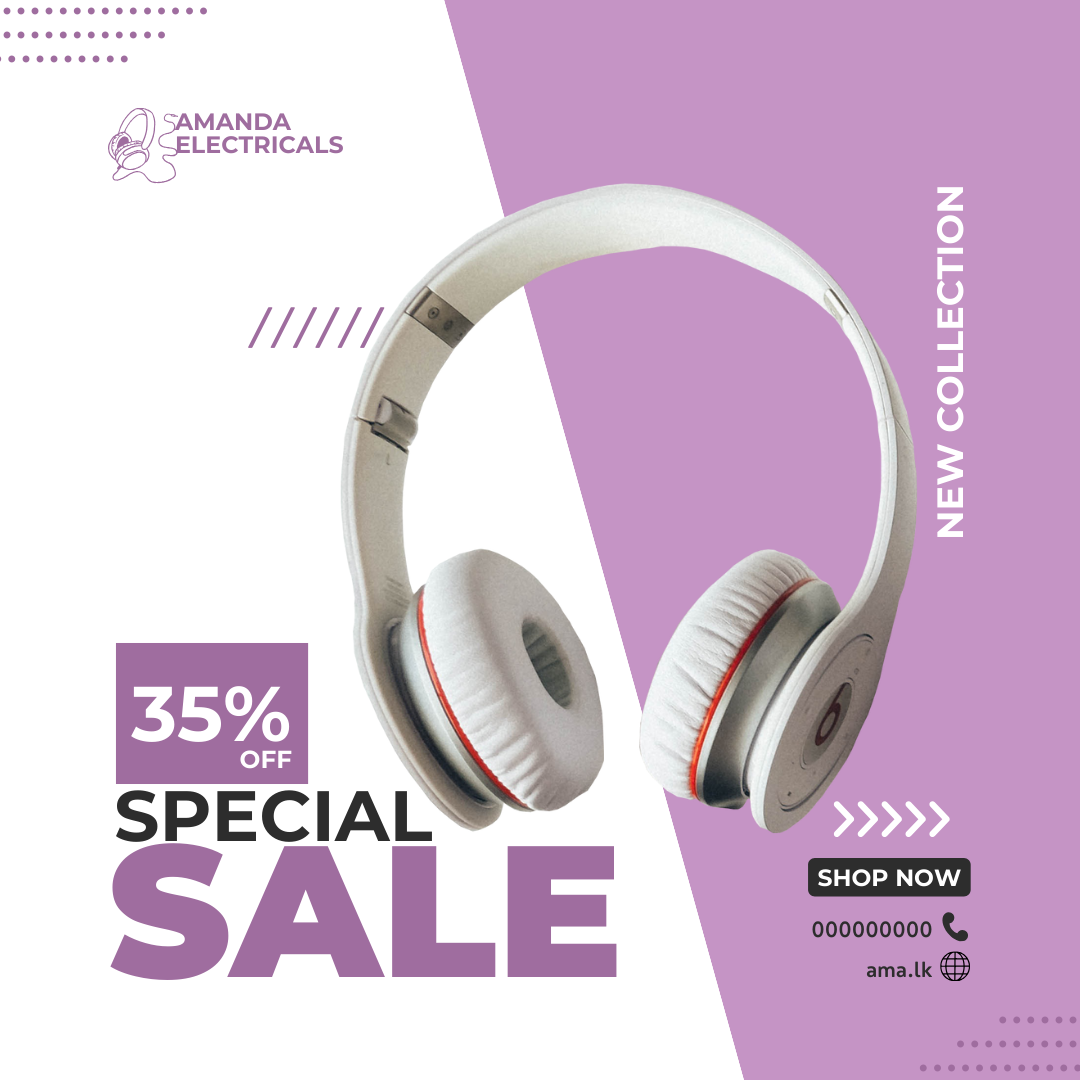 AMANDA
ELECTRICALS
NEW COLLECTION
L
35%
OFF
SPECIAL
SALE
SHOP NOW
000000000
ama.lk